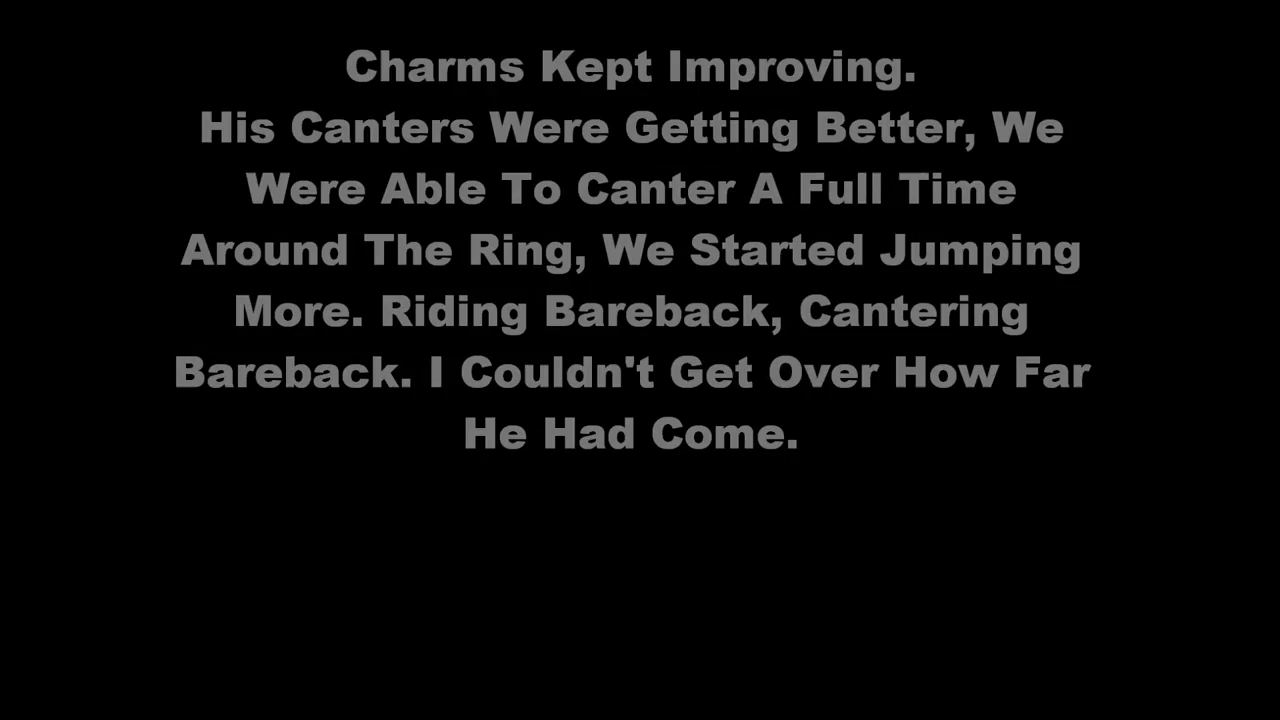 Charms Kept Improving.
His Canters Were Getting Better, We
Were Able To Canter A Full Time
Around The Ring, We Started Jumping
More. Riding Bareback, Cantering
Bareback. I Couldn't Get Over How Far
He Had Come.